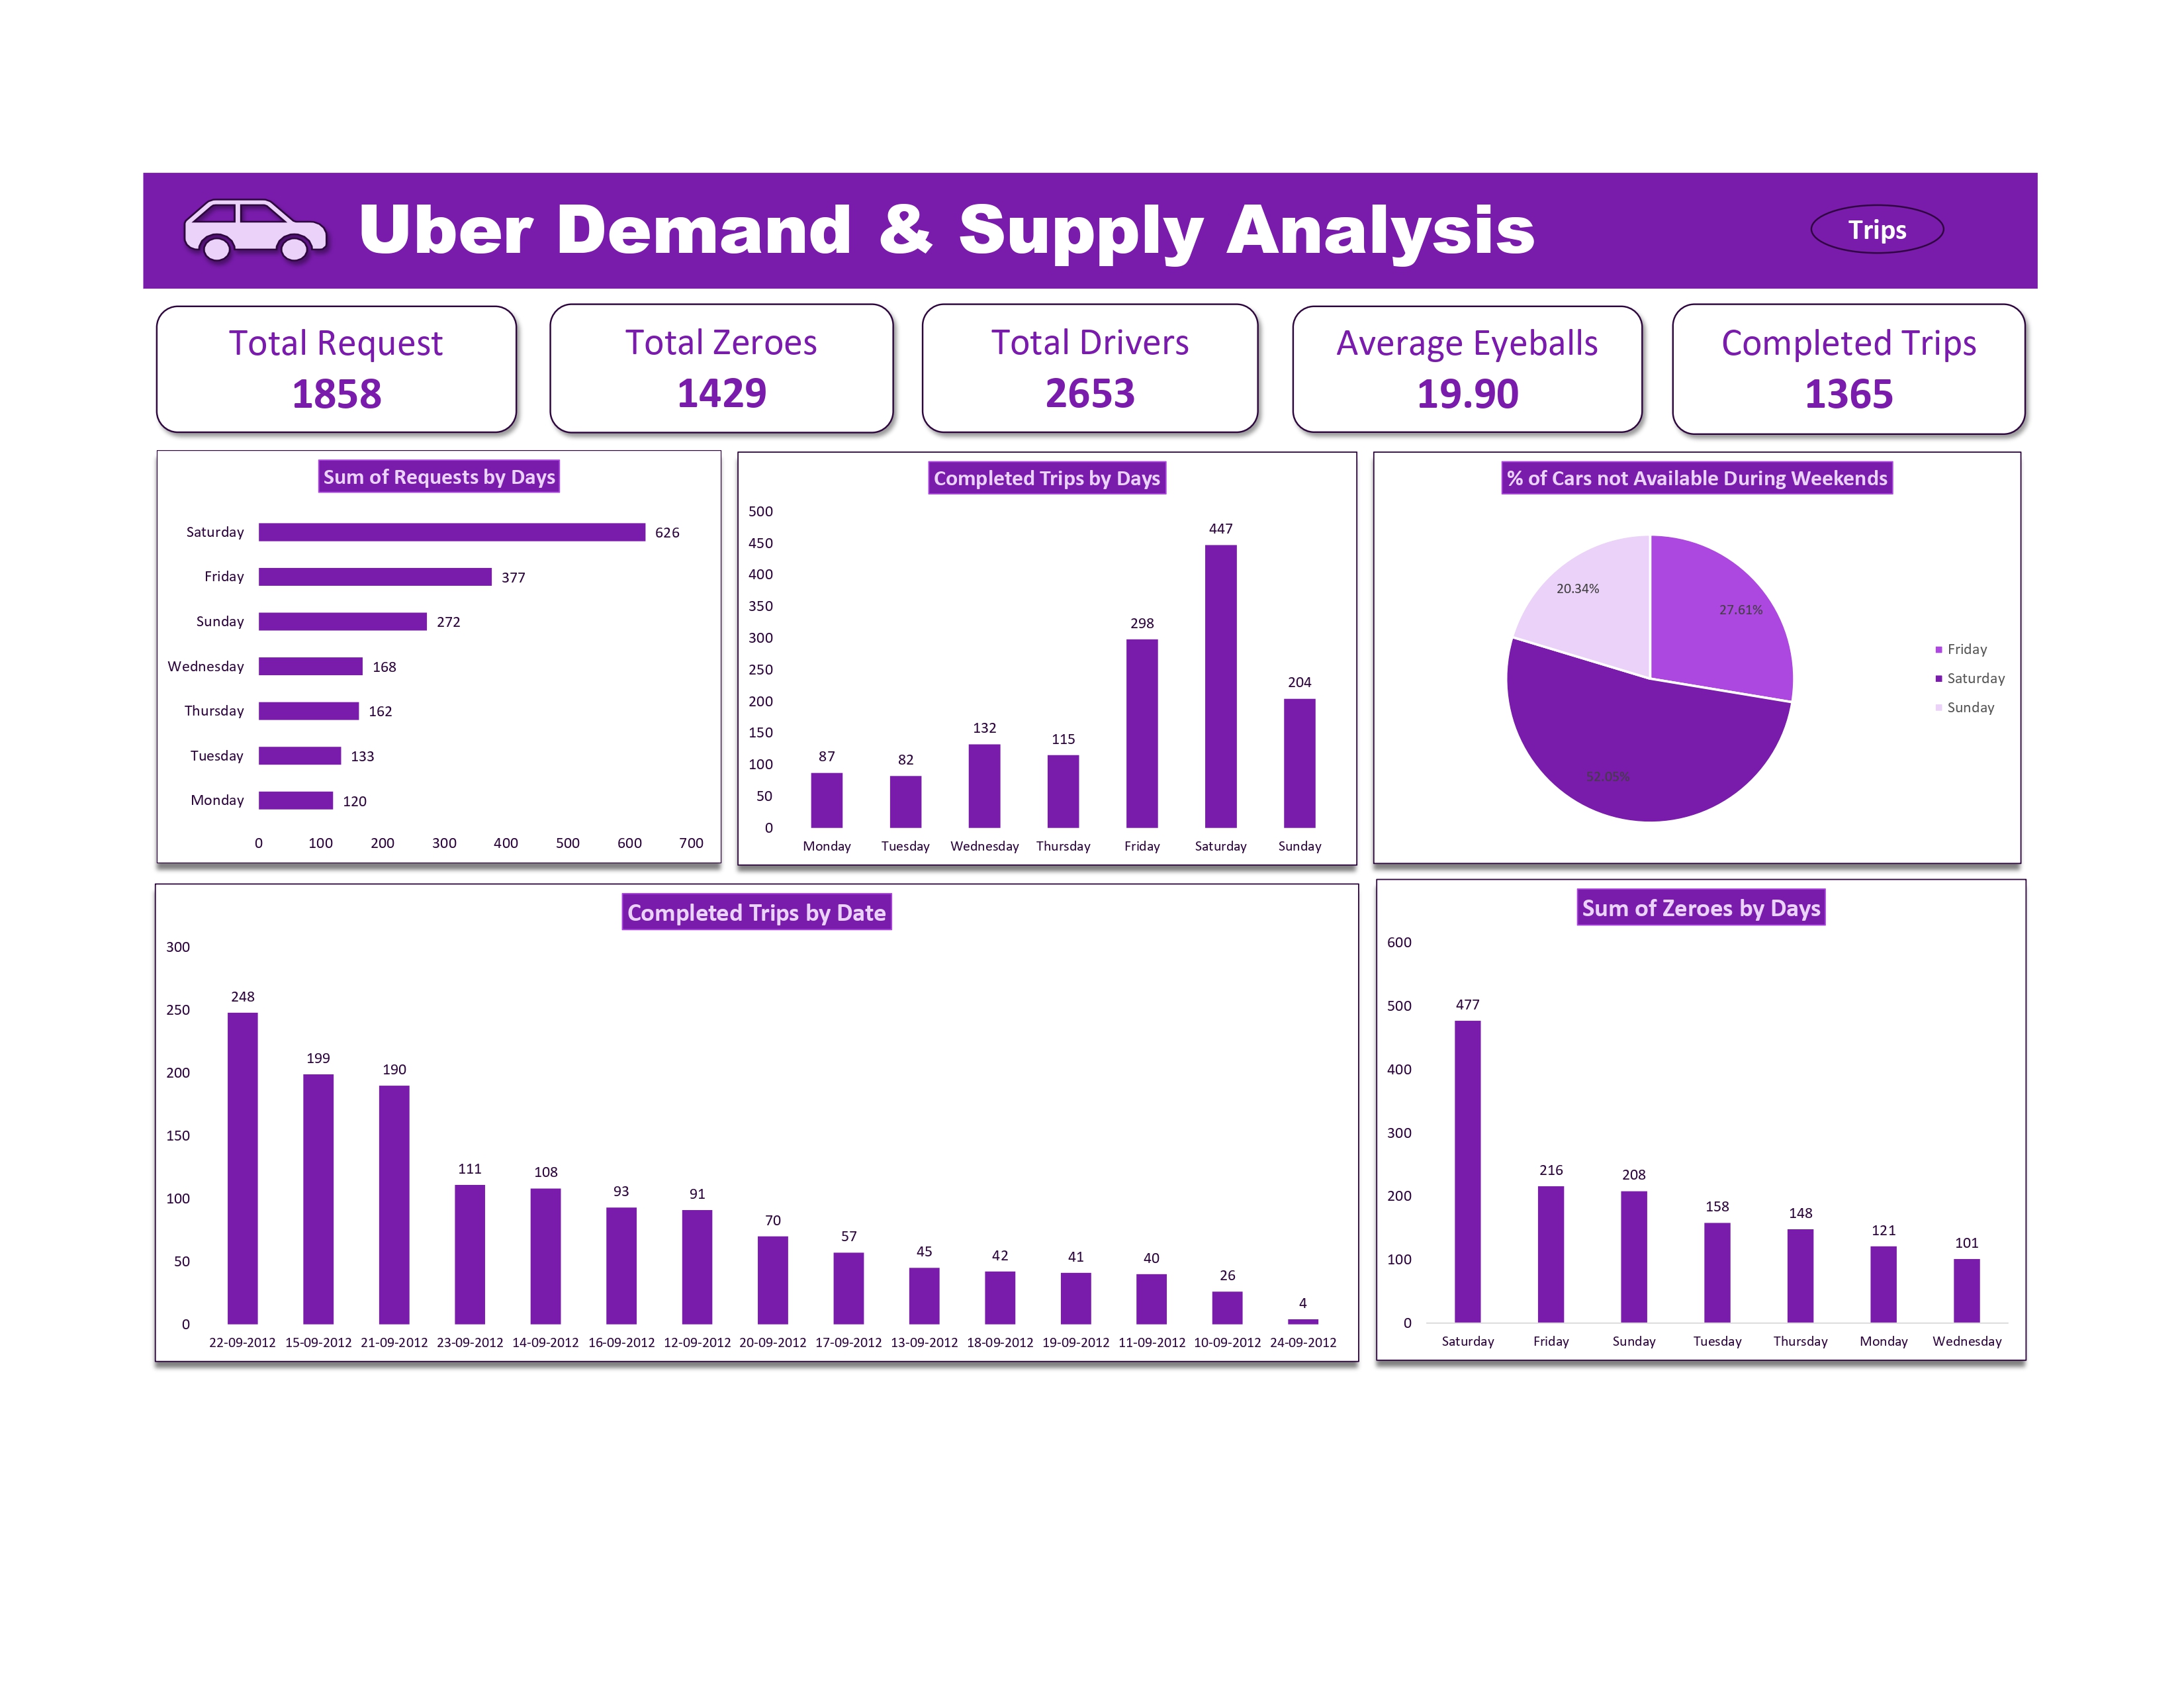 Uber Demand & Supply Analysis
Trips
Total Request
1858
Total Zeroes
1429
Total Drivers
2653
Average Eyeballs
19.90
Completed Trips
1365
Sum of Requests by Days
Saturday 626
Friday 377
Sunday 272
Wednesday 168
Thursday 162
Tuesday 133
Monday 120
0 100 200 300 400 500 600 700
Completed Trips by Days
500
450
400
350
300
250
200
150
100
50
0
87 82 132 115 298 447 204
Monday Tuesday Wednesday Thursday Friday Saturday Sunday
% of Cars not Available During Weekends
20.34%
27.61%
52.05%
Friday
Saturday
Sunday
Completed Trips by Date
300
250
200
150
100
50
0
248 199 190 111 108 93 91 70 57 45 42 41 40 26 4
22-09-2012 15-09-2012 21-09-2012 23-09-2012 14-09-2012 16-09-2012 12-09-2012 20-09-2012 17-09-2012 13-09-2012 18-09-2012 19-09-2012 11-09-2012 10-09-2012 24-09-2012
Sum of Zeroes by Days
600
500
400
300
200
100
0
477 216 208 158 148 121 101
Saturday Friday Sunday Tuesday Thursday Monday Wednesday